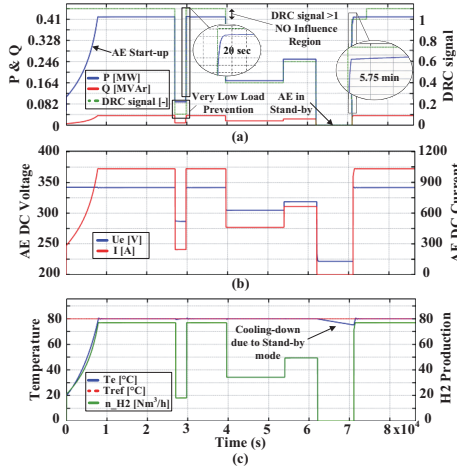 0.41 0.328 0.246 0.164 0.082 0
P & Q
1 0.8 0.6 0.4 0.2 0
DRC signal
AE Start-up
DRC signal >1
NO Influence
Region
20 sec
5.75 min
P [MW]
Q [MVAr]
DRC signal [-]
Very Low Load
Prevention
AE in
Stand-by
(a)
400 350 300 250 200
AE DC Voltage
1200 900 600 300 0
AE DC Current
Ue [V]
I [A]
(b)
80 60 40 20 0
Temperature
100 80 60 40 20 0
H2 Production
Cooling-down
due to Stand-by
mode
Te [°C]
Tref [°C]
n_H2 [Nm³/h]
0 1 2 3 4 5 6 7 8 x10⁴
Time (s)
(c)